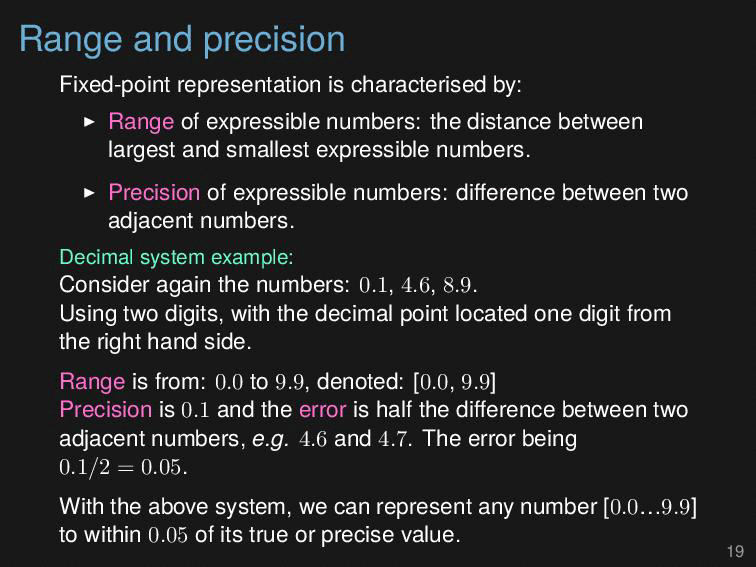 Range and precision
Fixed-point representation is characterised by:
▶ Range of expressible numbers: the distance between
largest and smallest expressible numbers.
▶ Precision of expressible numbers: difference between two
adjacent numbers.
Decimal system example:
Consider again the numbers: 0.1, 4.6, 8.9.
Using two digits, with the decimal point located one digit from
the right hand side.
Range is from: 0.0 to 9.9, denoted: [0.0, 9.9]
Precision is 0.1 and the error is half the difference between two
adjacent numbers, e.g. 4.6 and 4.7. The error being
0.1/2 = 0.05.
With the above system, we can represent any number [0.0...9.9]
to within 0.05 of its true or precise value.
19